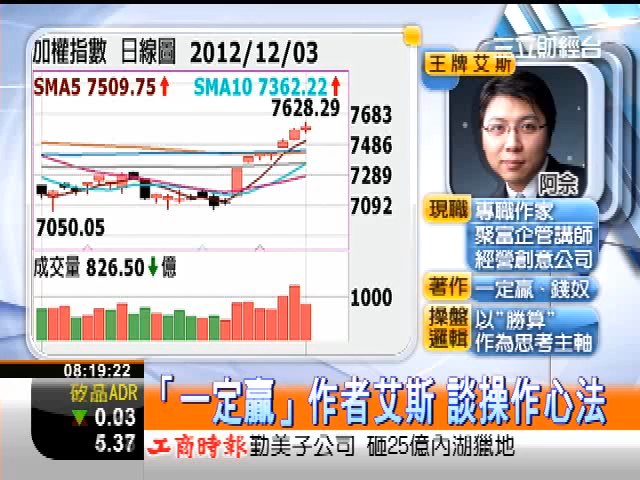 加權指數 日線圖 2012/12/03
SMA5 7509.75 SMA10 7362.22
7628.29
7683
7486
7289
7092
7050.05
成交量 826.50 億
1000
三立財經台
王牌艾斯
阿宗
現職 專職作家
聚富企管講師
經營創意公司
著作 一定贏、錢奴
操盤邏輯 以"勝算"
作為思考主軸
08:19:22
矽品ADR
0.03
5.37
「一定贏」作者艾斯 談操作心法
工商時報 勤美子公司 砸25億內湖獵地